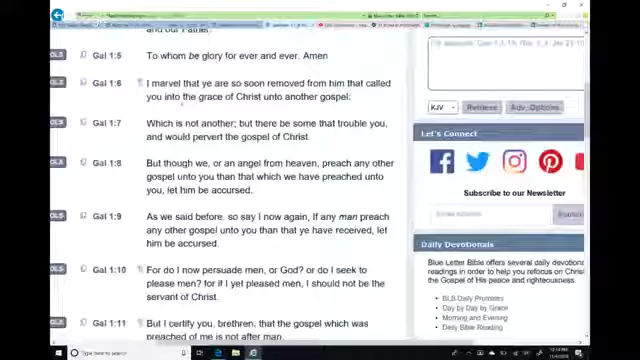 and our Father:
Gal 1:5 To whom be glory for ever and ever. Amen
Gal 1:6 ¶ I marvel that ye are so soon removed from him that called
you into the grace of Christ unto another gospel:
Gal 1:7 Which is not another; but there be some that trouble you,
and would pervert the gospel of Christ.
Gal 1:8 But though we, or an angel from heaven, preach any other
gospel unto you than that which we have preached unto
you, let him be accursed.
Gal 1:9 As we said before, so say I now again, If any man preach
any other gospel unto you than that ye have received, let
him be accursed.
Gal 1:10 ¶ For do I now persuade men, or God? or do I seek to
please men? for if I yet pleased men, I should not be the
servant of Christ.
Gal 1:11 ¶ But I certify you, brethren, that the gospel which was
preached of me is not after man.
KJV Retrieve Adv. Options
Let's Connect
Subscribe to our Newsletter
Email Address
Daily Devotionals
Blue Letter Bible offers several daily devotiona
readings in order to help you refocus on Chris
the Gospel of His peace and righteousness.
BLB Daily Promises
Day by Day by Grace
Morning and Evening
Daily Bible Reading
Type here to search